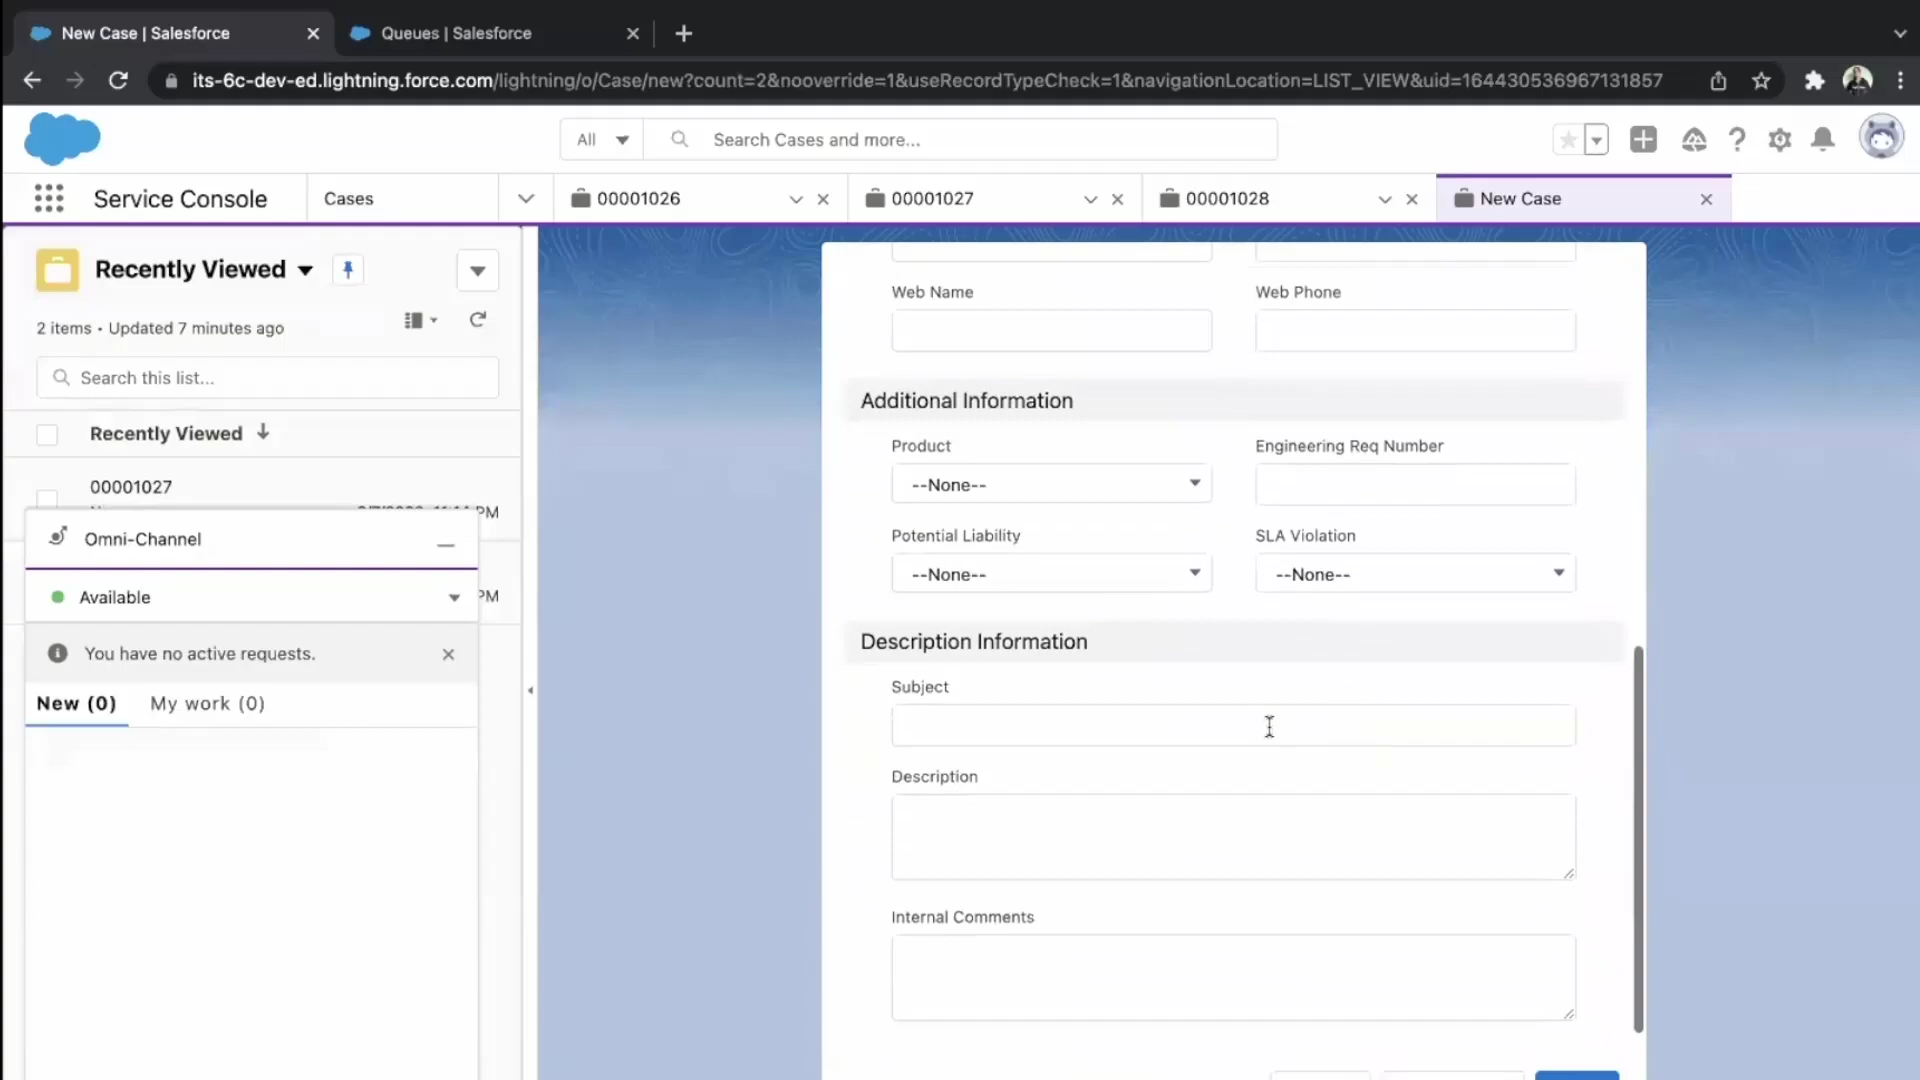 New Case | Salesforce
Queues | Salesforce
its-6c-dev-ed.lightning.force.com/lightning/o/Case/new?count=2&nooverride=1&useRecordTypeCheck=1&navigationLocation=LIST_VIEW&uid=164430536967131857
All
Search Cases and more...
Service Console
Cases
00001026
00001027
00001028
New Case
Recently Viewed
2 items • Updated 7 minutes ago
Search this list...
Recently Viewed
00001027
PM
Omni-Channel
Available
PM
You have no active requests.
New (0)
My work (0)
Web Name
Web Phone
Additional Information
Product
Engineering Req Number
--None--
Potential Liability
SLA Violation
--None--
--None--
Description Information
Subject
Description
Internal Comments